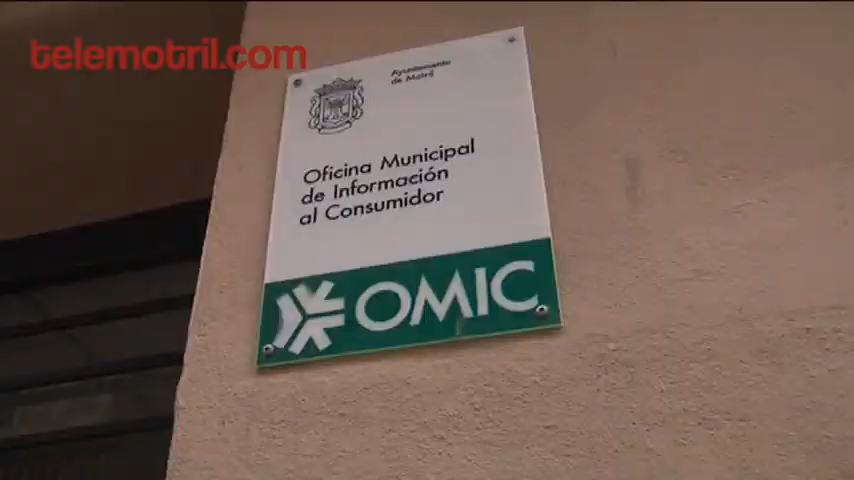 telemotril.com
Ayuntamiento
de Motril
Oficina Municipal
de Información
al Consumidor
OMIC